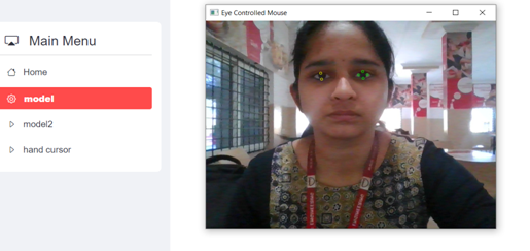 Main Menu
Home
model
model2
hand cursor
Eye Controlled! Mouse